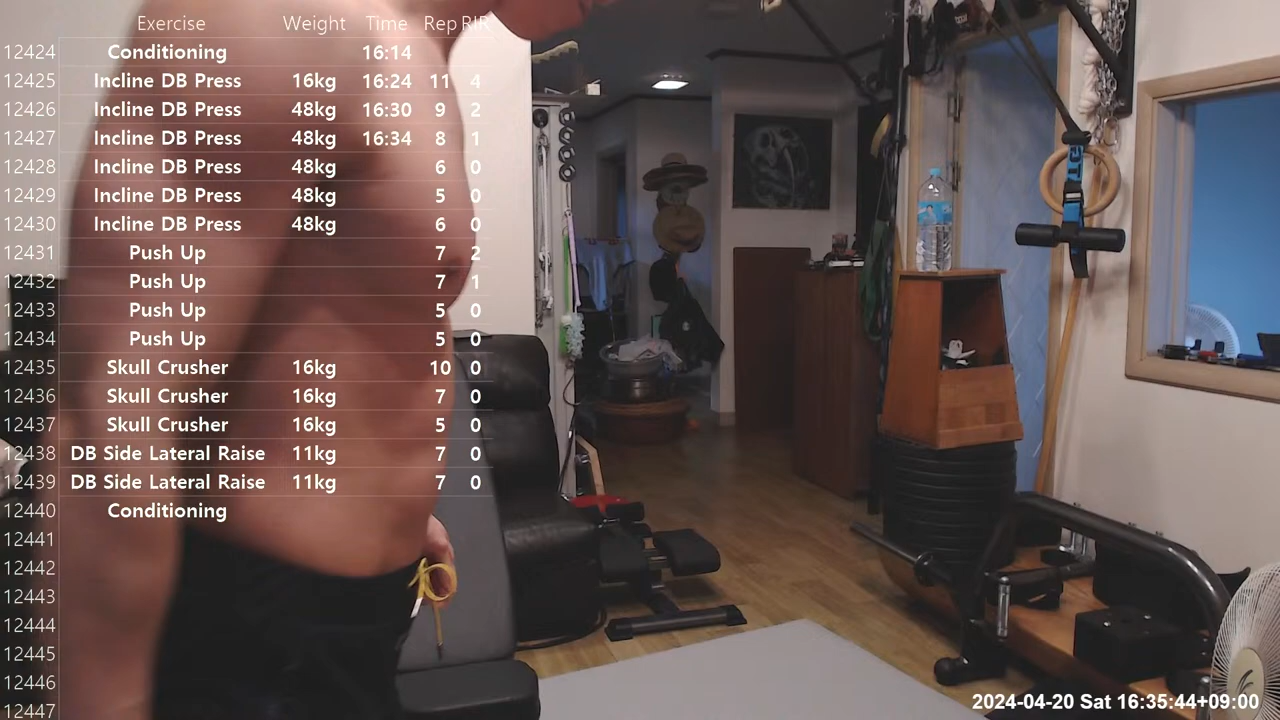 Exercise Weight Time Rep RIR
12424 Conditioning 16:14
12425 Incline DB Press 16kg 16:24 11 4
12426 Incline DB Press 48kg 16:30 9 2
12427 Incline DB Press 48kg 16:34 8 1
12428 Incline DB Press 48kg 6 0
12429 Incline DB Press 48kg 5 0
12430 Incline DB Press 48kg 6 0
12431 Push Up 7 2
12432 Push Up 7 1
12433 Push Up 5 0
12434 Push Up 5 0
12435 Skull Crusher 16kg 10 0
12436 Skull Crusher 16kg 7 0
12437 Skull Crusher 16kg 5 0
12438 DB Side Lateral Raise 11kg 7 0
12439 DB Side Lateral Raise 11kg 7 0
12440 Conditioning
12441
12442
12443
12444
12445
12446
12447
2024-04-20 Sat 16:35:44+09:00